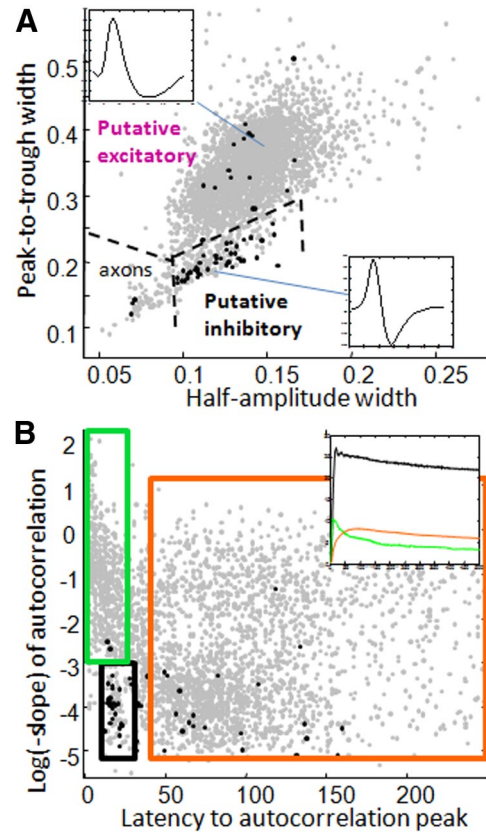 A
Peak-to-trough width
0.5
0.4
0.3
0.2
0.1
Putative
excitatory
axons
Putative
inhibitory
0.05 0.1 0.15 0.2 0.25
Half-amplitude width
B
Log(-slope) of autocorrelation
2
1
0
-1
-2
-3
-4
-5
0 50 100 150 200
Latency to autocorrelation peak